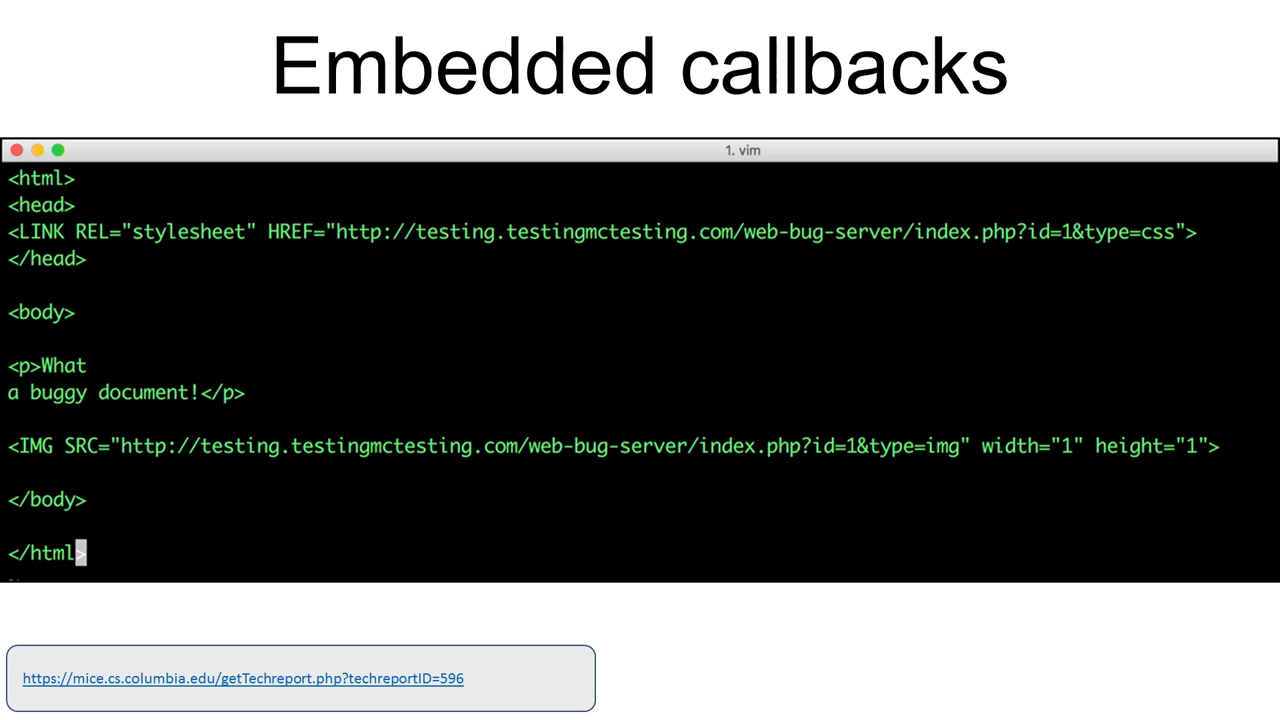 Embedded callbacks
1. vim
<html>
<head>
<LINK REL="stylesheet" HREF="http://testing.testingmctesting.com/web-bug-server/index.php?id=1&type=css">
</head>
<body>
<p>What
a buggy document!</p>
<IMG SRC="http://testing.testingmctesting.com/web-bug-server/index.php?id=1&type=img" width="1" height="1">
</body>
</html>
https://mice.cs.columbia.edu/getTechreport.php?techreportID=596